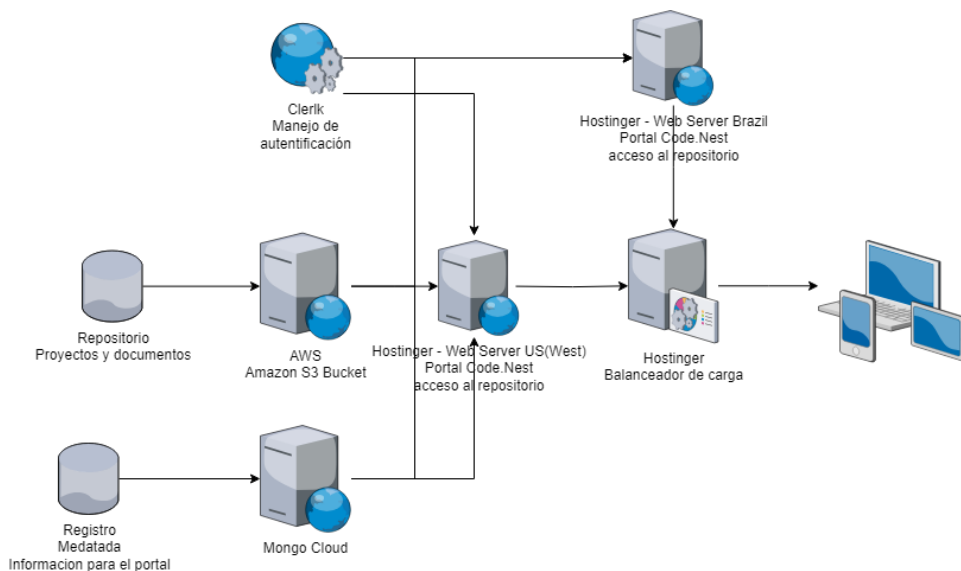 Clerlk
Manejo de
autentificación
Hostinger - Web Server Brazil
Portal Code.Nest
acceso al repositorio
Repositorio
Proyectos y documentos
AWS
Amazon S3 Bucket
Hostinger - Web Server US(West)
Portal Code.Nest
acceso al repositorio
Hostinger
Balanceador de carga
Registro
Medatada
Informacion para el portal
Mongo Cloud